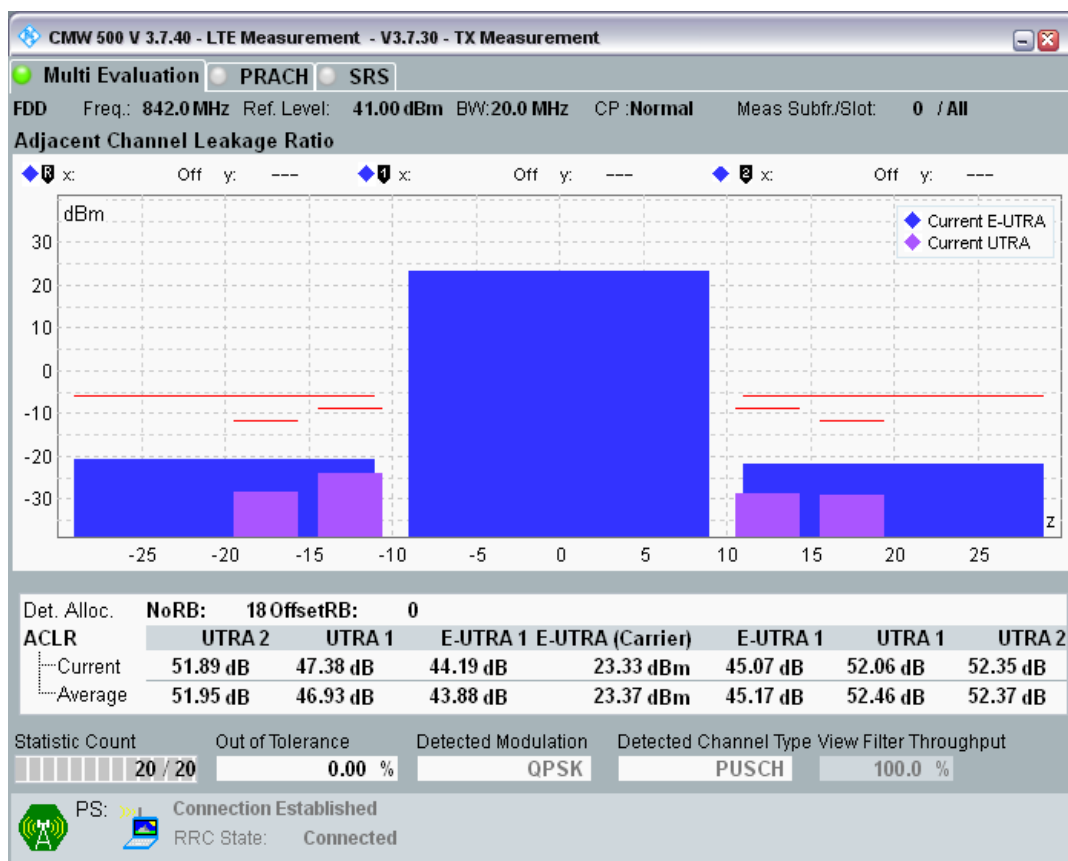 CMW 500 V 3.7.40 - LTE Measurement - V3.7.30 - TX Measurement
Multi Evaluation PRACH SRS
FDD Freq.: 842.0 MHz Ref. Level: 41.00 dBm BW:20.0 MHz CP :Normal Meas Subfr./Slot: 0 / All
Adjacent Channel Leakage Ratio
R x: Off y: --- 1 x: Off y: --- 2 x: Off y: ---
dBm
Current E-UTRA
Current UTRA
30
20
10
0
-10
-20
-30
z
-25 -20 -15 -10 -5 0 5 10 15 20 25
Det. Alloc. NoRB: 18 OffsetRB: 0
ACLR UTRA 2 UTRA 1 E-UTRA 1 E-UTRA (Carrier) E-UTRA 1 UTRA 1 UTRA 2
Current 51.89 dB 47.38 dB 44.19 dB 23.33 dBm 45.07 dB 52.06 dB 52.35 dB
Average 51.95 dB 46.93 dB 43.88 dB 23.37 dBm 45.17 dB 52.46 dB 52.37 dB
Statistic Count Out of Tolerance Detected Modulation Detected Channel Type View Filter Throughput
20 / 20 0.00 % QPSK PUSCH 100.0 %
PS: Connection Established
RRC State: Connected